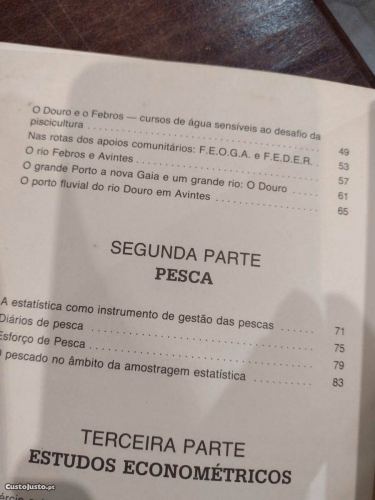 O Douro e o Febros — cursos de água sensíveis ao desafio da
piscicultura . . . . . . . . . . . . . . . . . . . . 49
Nas rotas dos apoios comunitários: F.E.O.G.A. e F.E.D.E.R. . 53
O rio Febros e Avintes . . . . . . . . . . . . . . . . . . 57
O grande Porto a nova Gaia e um grande rio: O Douro . . . . . 61
O porto fluvial do rio Douro em Avintes . . . . . . . . . . . 65
SEGUNDA PARTE
PESCA
A estatística como instrumento de gestão das pescas . . . . . . 71
Diários de pesca . . . . . . . . . . . . . . . . . . 75
Esforço de Pesca . . . . . . . . . . . . . . . . . . 79
O pescado no âmbito da amostragem estatística . . . . . . . 83
TERCEIRA PARTE
ESTUDOS ECONOMÉTRICOS
CustoJusto.pt